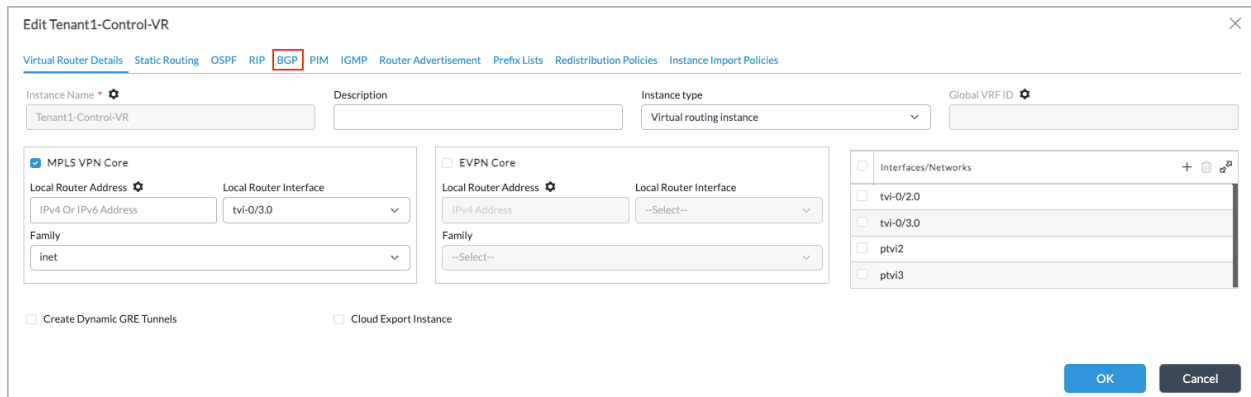 Edit Tenant1-Control-VR
Virtual Router Details Static Routing OSPF RIP BGP PIM IGMP Router Advertisement Prefix Lists Redistribution Policies Instance Import Policies
Instance Name * Description Instance type Global VRF ID
Tenant1-Control-VR Virtual routing instance
MPLS VPN Core EVPN Core Interfaces/Networks
Local Router Address Local Router Interface Local Router Address Local Router Interface
tvi-0/2.0
IPv4 Or IPv6 Address tvi-0/3.0 IPv4 Address --Select--
tvi-0/3.0
Family Family
ptvi2
inet --Select--
ptvi3
Create Dynamic GRE Tunnels Cloud Export Instance
OK Cancel